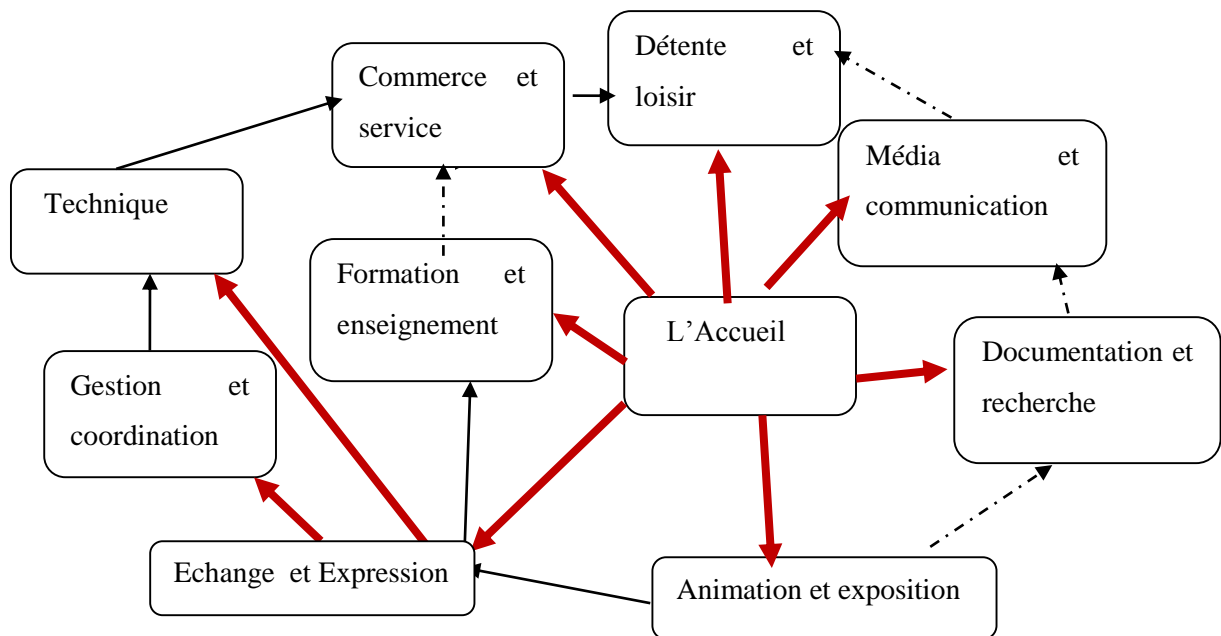 Détente et
loisir
Commerce et
service
Média et
communication
Technique
Formation et
enseignement
L’Accueil
Documentation et
recherche
Gestion et
coordination
Echange et Expression
Animation et exposition